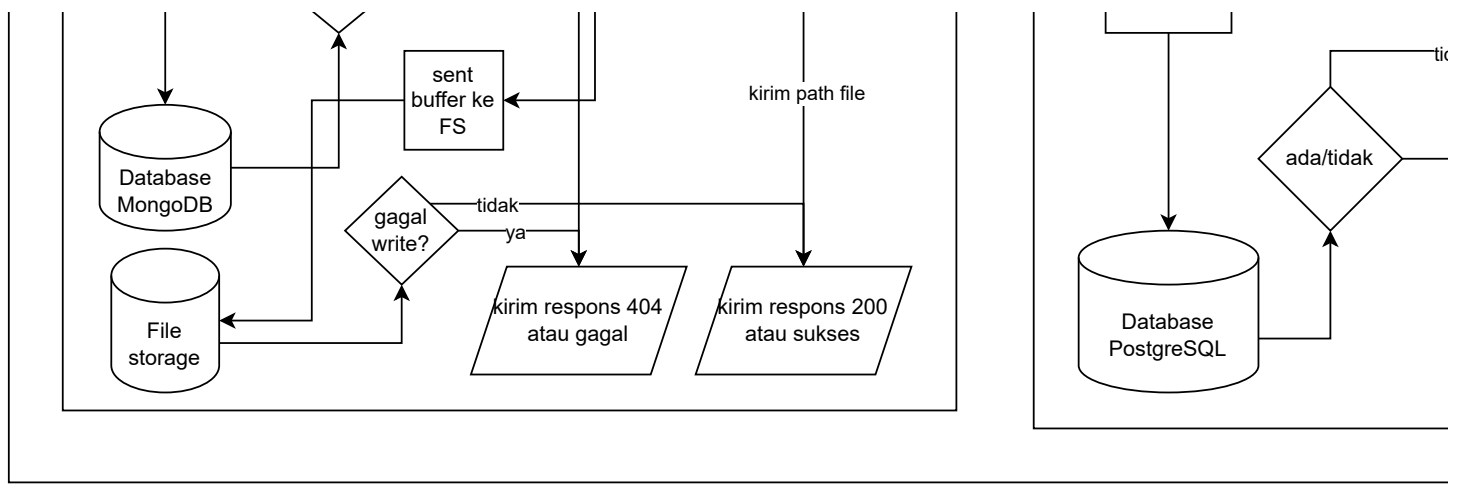 sent
buffer ke
FS
kirim path file
tid
ada/tidak
Database
MongoDB
gagal
write?
tidak
ya
File
storage
kirim respons 404
atau gagal
kirim respons 200
atau sukses
Database
PostgreSQL